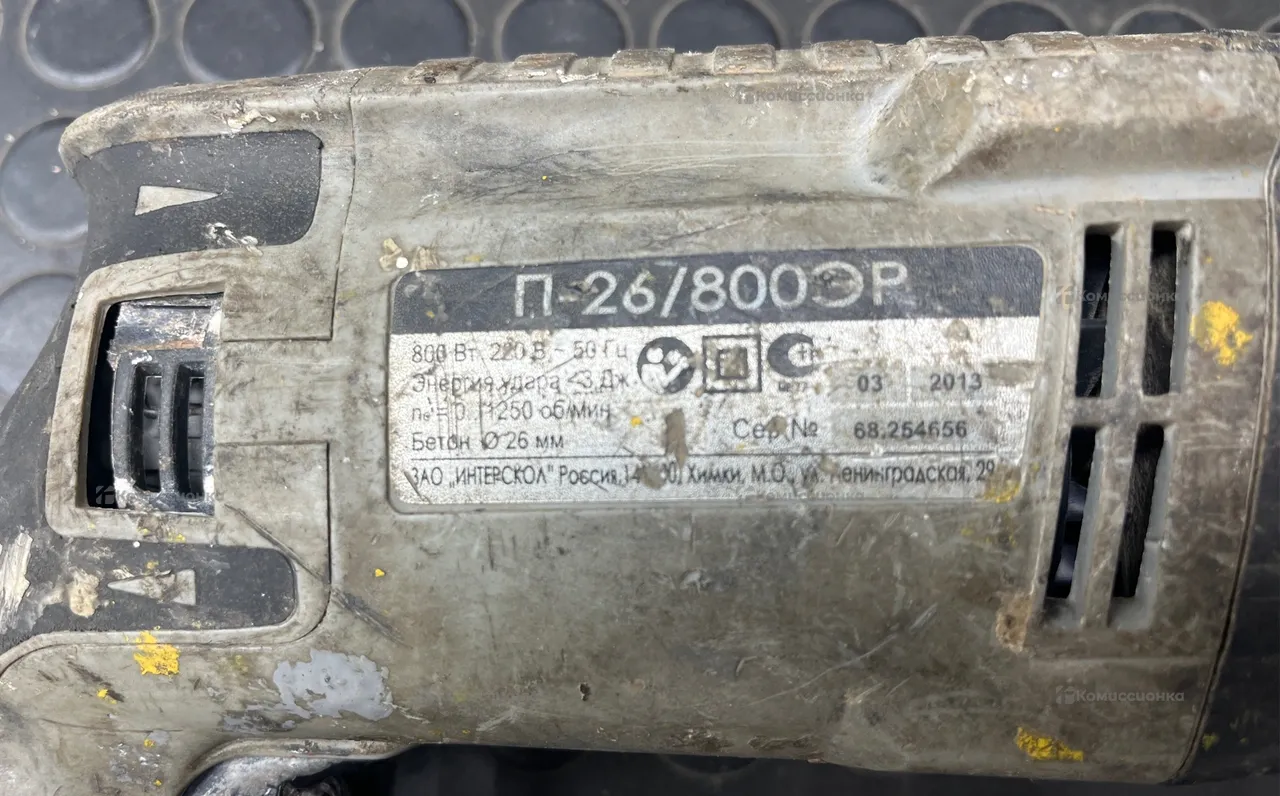 Комиссионка
П-26/800ЭР
800 Вт, 220 В ~ 50 Гц
Энергия удара <3 Дж
03 2013
1250 об/мин
Бетон Ø 26 мм
Сер. № 68.254656
ЗАО "ИНТЕРСКОЛ" Россия, Химки, М.О., ул. Ленинградская, 29
Комиссионка
Комиссионка